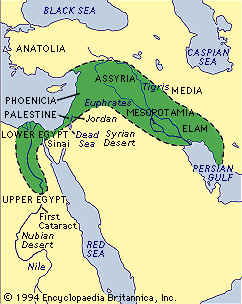 BLACK SEA
ANATOLIA
CASPIAN
SEA
ASSYRIA
Tigris
MEDIA
PHOENICIA
Euphrates
MESOPOTAMIA
PALESTINE
Jordan
LOWER EGYPT
Dead
Sea
Syrian
Desert
ELAM
Sinai
PERSIAN
GULF
UPPER EGYPT
First
Cataract
Nubian
Desert
RED
SEA
Nile
© 1994 Encyclopaedia Britannica, Inc.